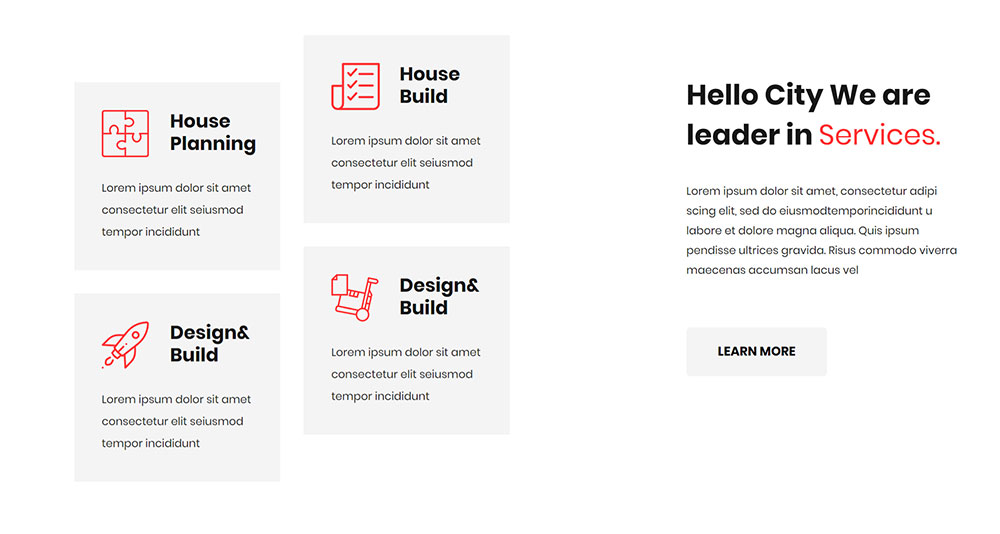 House
Planning
Lorem ipsum dolor sit amet
consectetur elit seiusmod
tempor incididunt
Design&
Build
Lorem ipsum dolor sit amet
consectetur elit seiusmod
tempor incididunt
House
Build
Lorem ipsum dolor sit amet
consectetur elit seiusmod
tempor incididunt
Design&
Build
Lorem ipsum dolor sit amet
consectetur elit seiusmod
tempor incididunt
Hello City We are
leader in Services.
Lorem ipsum dolor sit amet, consectetur adipi
scing elit, sed do eiusmodtemporincididunt u
labore et dolore magna aliqua. Quis ipsum
pendisse ultrices gravida. Risus commodo viverra
maecenas accumsan lacus vel
LEARN MORE